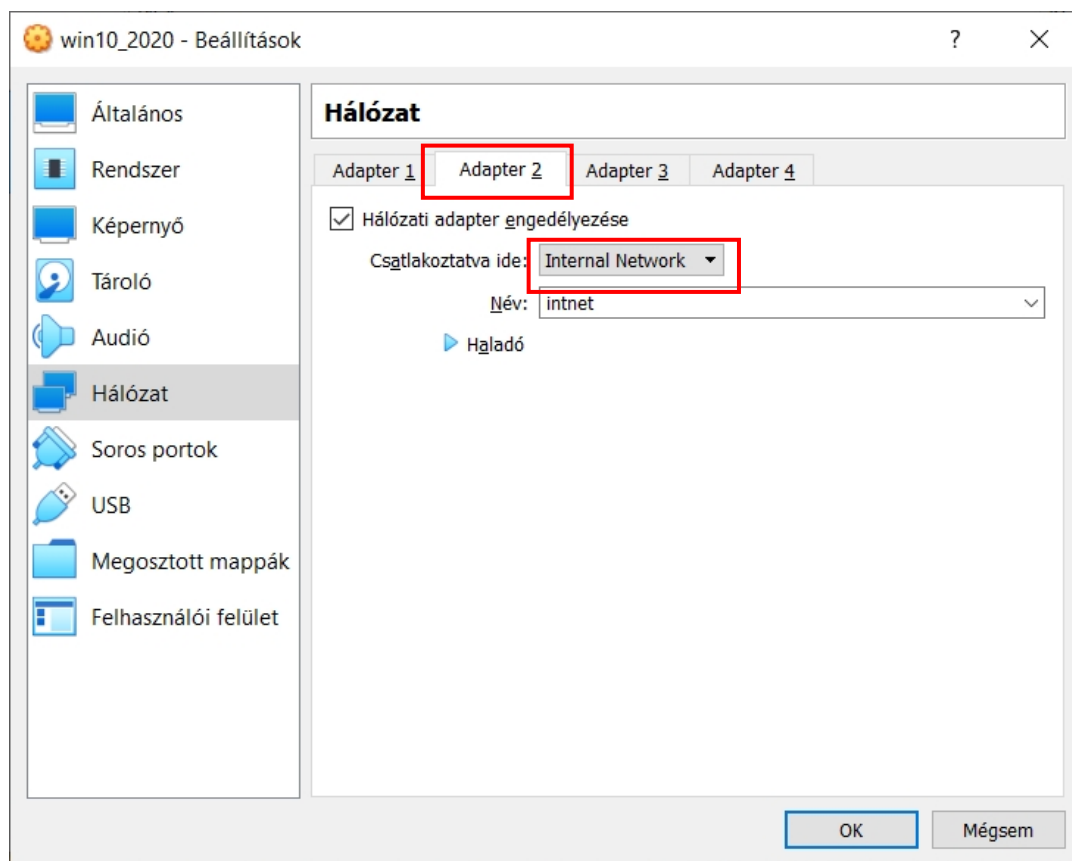 win10_2020 - Beállítások
?
Általános
Rendszer
Képernyő
Tároló
Audió
Hálózat
Soros portok
USB
Megosztott mappák
Felhasználói felület
Hálózat
Adapter 1 Adapter 2 Adapter 3 Adapter 4
Hálózati adapter engedélyezése
Csatlakoztatva ide: Internal Network
Név: intnet
Haladó
OK Mégsem